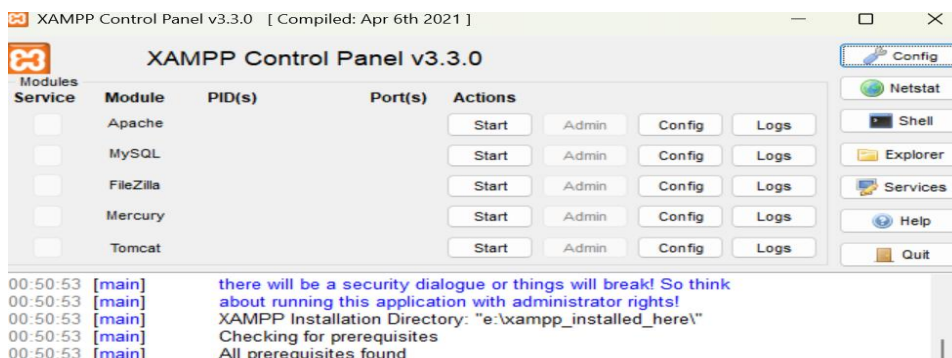 XAMPP Control Panel v3.3.0 [ Compiled: Apr 6th 2021 ]
XAMPP Control Panel v3.3.0
Config
Modules
Service Module PID(s) Port(s) Actions
Netstat
Apache Start Admin Config Logs
Shell
MySQL Start Admin Config Logs
Explorer
FileZilla Start Admin Config Logs
Services
Mercury Start Admin Config Logs
Help
Tomcat Start Admin Config Logs
Quit
00:50:53 [main] there will be a security dialogue or things will break! So think
00:50:53 [main] about running this application with administrator rights!
00:50:53 [main] XAMPP Installation Directory: "e:\xampp_installed_here\"
00:50:53 [main] Checking for prerequisites
00:50:53 [main] All prerequisites found